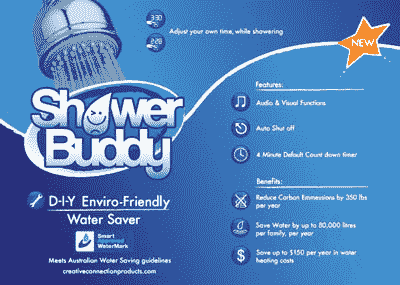 3:30
2:28
Adjust your own time, while showering
NEW
Shower
Buddy
Features:
Audio & Visual Functions
Auto Shut off
4 Minute Default Count down timer
D-I-Y Enviro-Friendly
Water Saver
Smart
Approved
WaterMark
Meets Australian Water Saving guidelines
creativeconnectionproducts.com
Benefits:
Reduce Carbon Emmessions by 350 lbs
per year
Save Water by up to 80,000 litres
per family, per year
$
Save up to $150 per year in water
heating costs